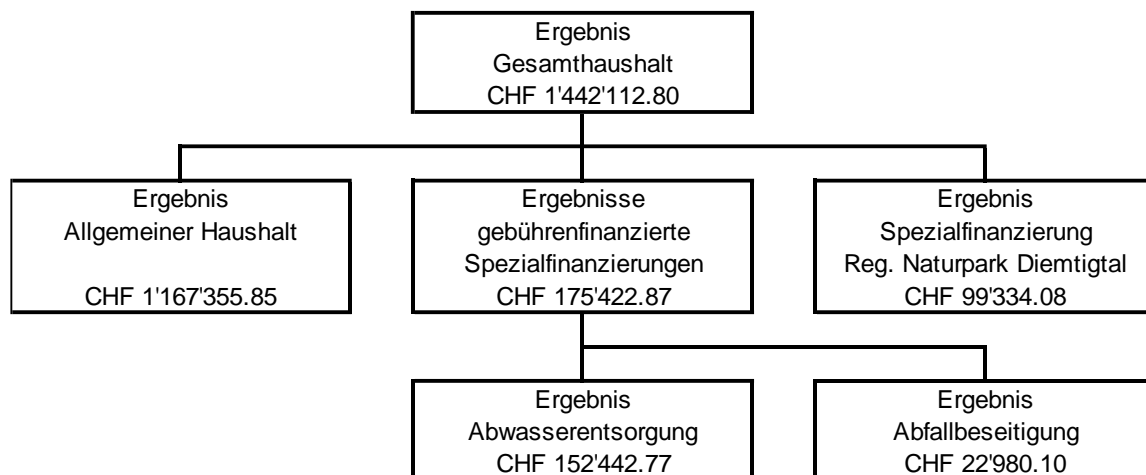 Ergebnis
Gesamthaushalt
CHF 1'442'112.80
Ergebnis
Allgemeiner Haushalt
CHF 1'167'355.85
Ergebnisse
gebührenfinanzierte
Spezialfinanzierungen
CHF 175'422.87
Ergebnis
Spezialfinanzierung
Reg. Naturpark Diemtigtal
CHF 99'334.08
Ergebnis
Abwasserentsorgung
CHF 152'442.77
Ergebnis
Abfallbeseitigung
CHF 22'980.10